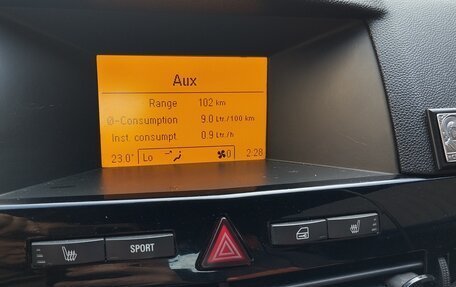 Aux
Range 102 km
Ø-Consumption 9.0 Ltr./100 km
Inst. consumpt. 0.9 Ltr./h
23.0° Lo 0 2:28
SPORT